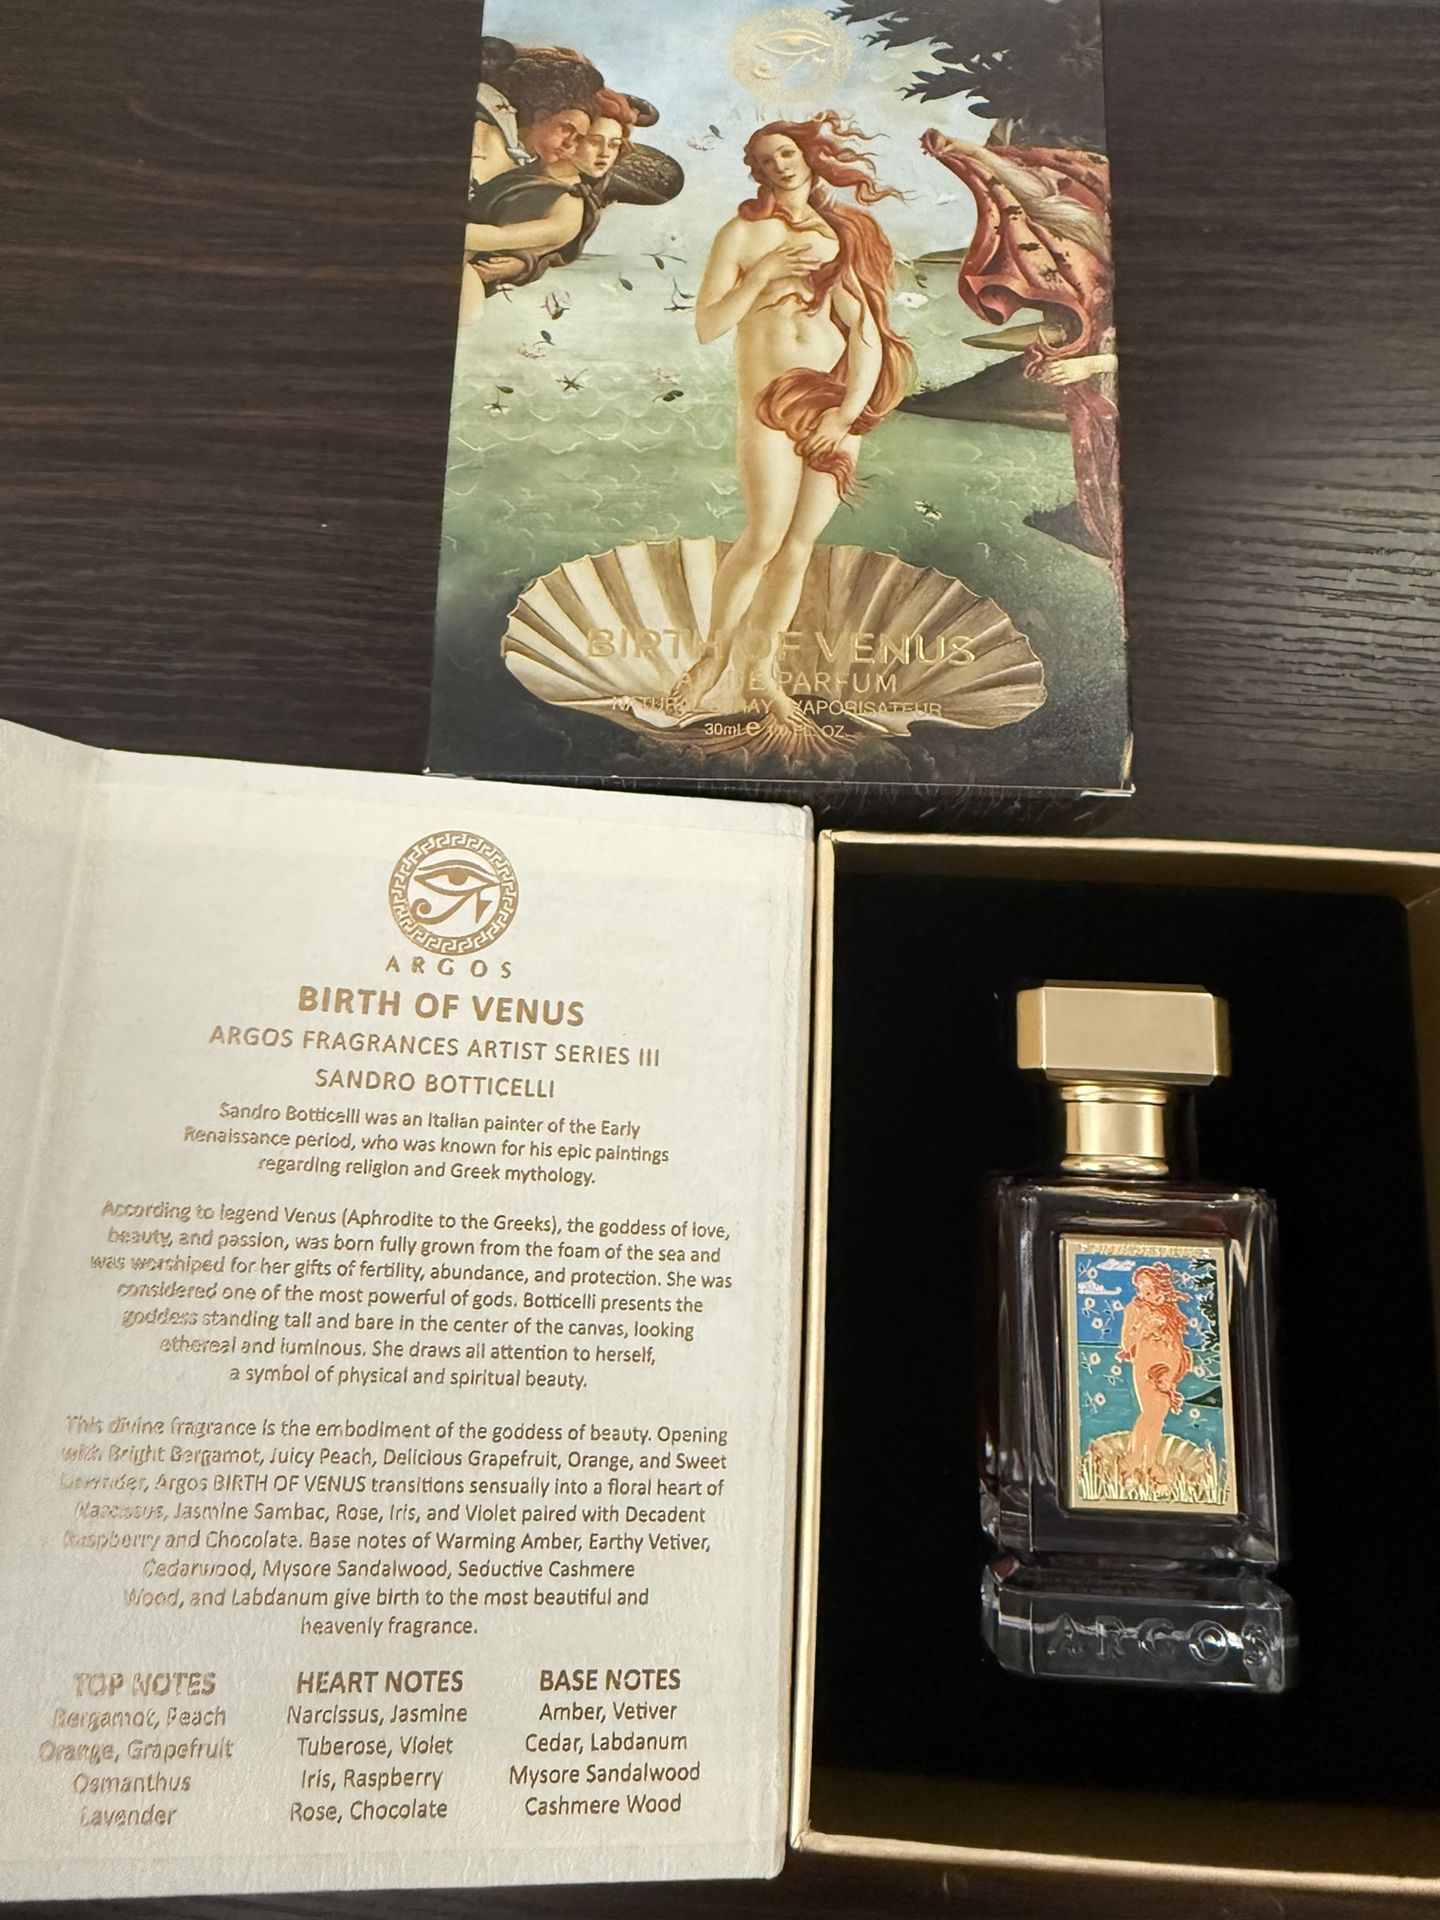 ARGOS
BIRTH OF VENUS
EAU DE PARFUM
NATURAL SPRAY VAPORISATEUR
30ml e 1.0 FL. OZ.
ARGOS
BIRTH OF VENUS
ARGOS FRAGRANCES ARTIST SERIES III
SANDRO BOTTICELLI
Sandro Botticelli was an Italian painter of the Early
Renaissance period, who was known for his epic paintings
regarding religion and Greek mythology.
According to legend Venus (Aphrodite to the Greeks), the goddess of love,
beauty, and passion, was born fully grown from the foam of the sea and
was worshiped for her gifts of fertility, abundance, and protection. She was
considered one of the most powerful of gods. Botticelli presents the
goddess standing tall and bare in the center of the canvas, looking
ethereal and luminous. She draws all attention to herself,
a symbol of physical and spiritual beauty.
This divine fragrance is the embodiment of the goddess of beauty. Opening
with Bright Bergamot, Juicy Peach, Delicious Grapefruit, Orange, and Sweet
Lavender, Argos BIRTH OF VENUS transitions sensually into a floral heart of
Narcissus, Jasmine Sambac, Rose, Iris, and Violet paired with Decadent
Raspberry and Chocolate. Base notes of Warming Amber, Earthy Vetiver,
Cedarwood, Mysore Sandalwood, Seductive Cashmere
Wood, and Labdanum give birth to the most beautiful and
heavenly fragrance.
TOP NOTES
Bergamot, Peach
Orange, Grapefruit
Osmanthus
Lavender
HEART NOTES
Narcissus, Jasmine
Tuberose, Violet
Iris, Raspberry
Rose, Chocolate
BASE NOTES
Amber, Vetiver
Cedar, Labdanum
Mysore Sandalwood
Cashmere Wood
ARGOS